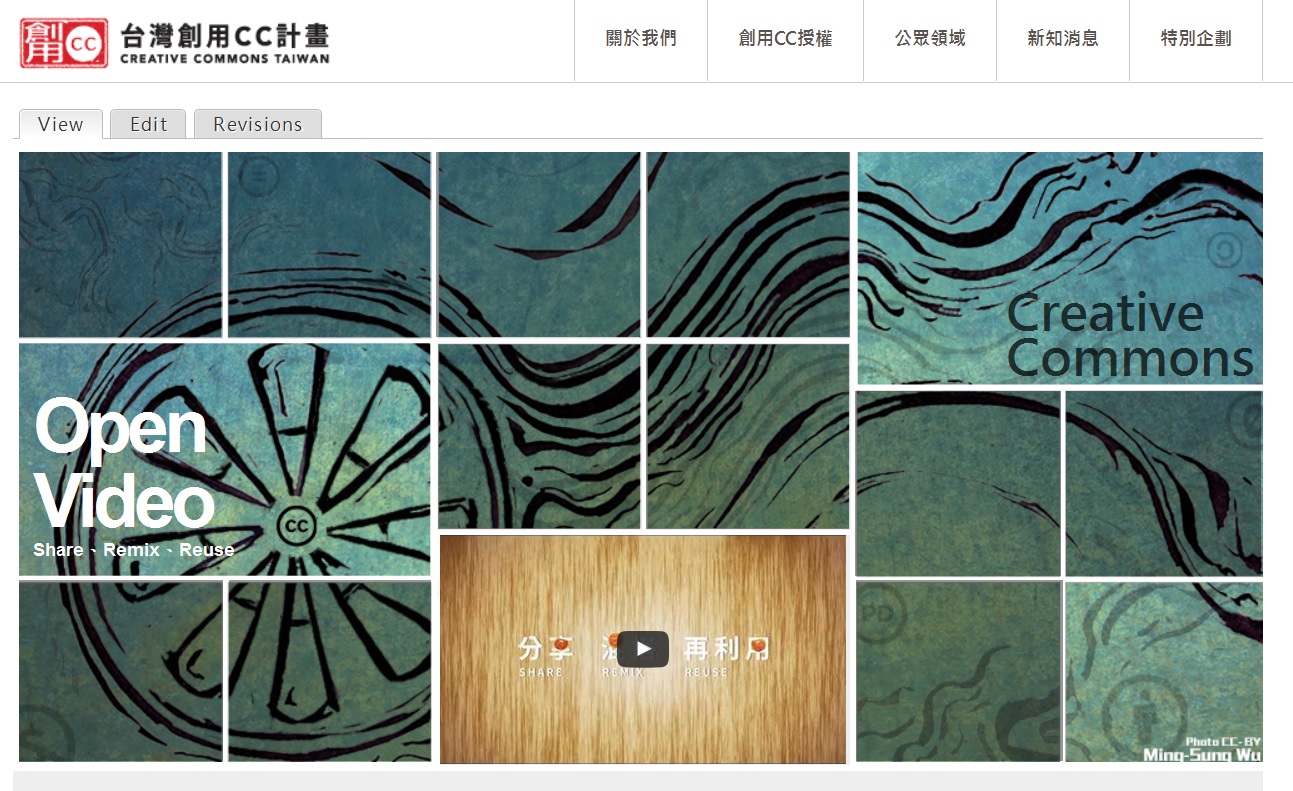 創用
CC
台灣創用CC計畫
CREATIVE COMMONS TAIWAN
關於我們
創用CC授權
公眾領域
新知消息
特別企劃
View
Edit
Revisions
Creative
Commons
Open
Video
CC
Share、Remix、Reuse
分享
再利用
SHARE
REMIX
REUSE
PD
Photo CC-BY
Ming-Sung Wu